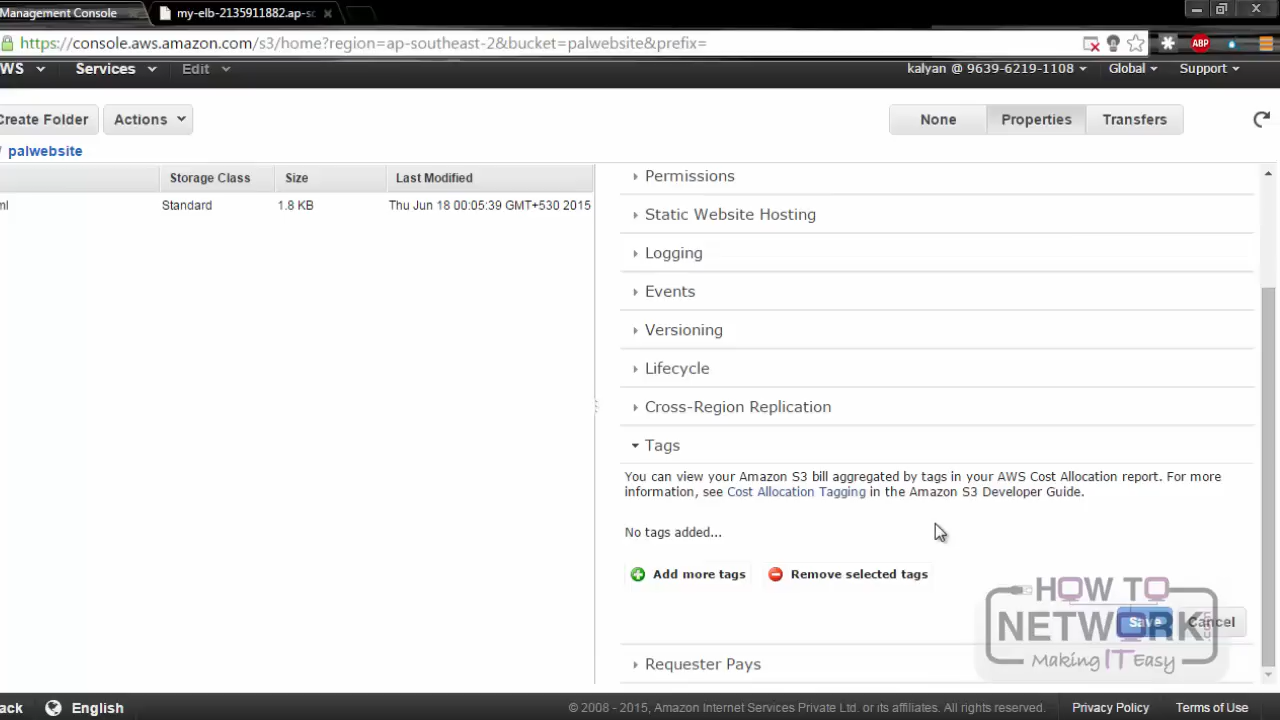 Management Console
my-elb-2135911882.ap-sc
https://console.aws.amazon.com/s3/home?region=ap-southeast-2&bucket=palwebsite&prefix=
ABP
WS Services Edit kalyan @ 9639-6219-1108 Global Support
Create Folder Actions None Properties Transfers
/ palwebsite
Storage Class Size Last Modified
ml Standard 1.8 KB Thu Jun 18 00:05:39 GMT+530 2015
Permissions
Static Website Hosting
Logging
Events
Versioning
Lifecycle
Cross-Region Replication
Tags
You can view your Amazon S3 bill aggregated by tags in your AWS Cost Allocation report. For more
information, see Cost Allocation Tagging in the Amazon S3 Developer Guide.
No tags added...
Add more tags Remove selected tags
Save Cancel
HOW TO
NETWORK.com
Making IT Easy
Requester Pays
ack English © 2008 - 2015, Amazon Internet Services Private Ltd. or its affiliates. All rights reserved. Privacy Policy Terms of Use